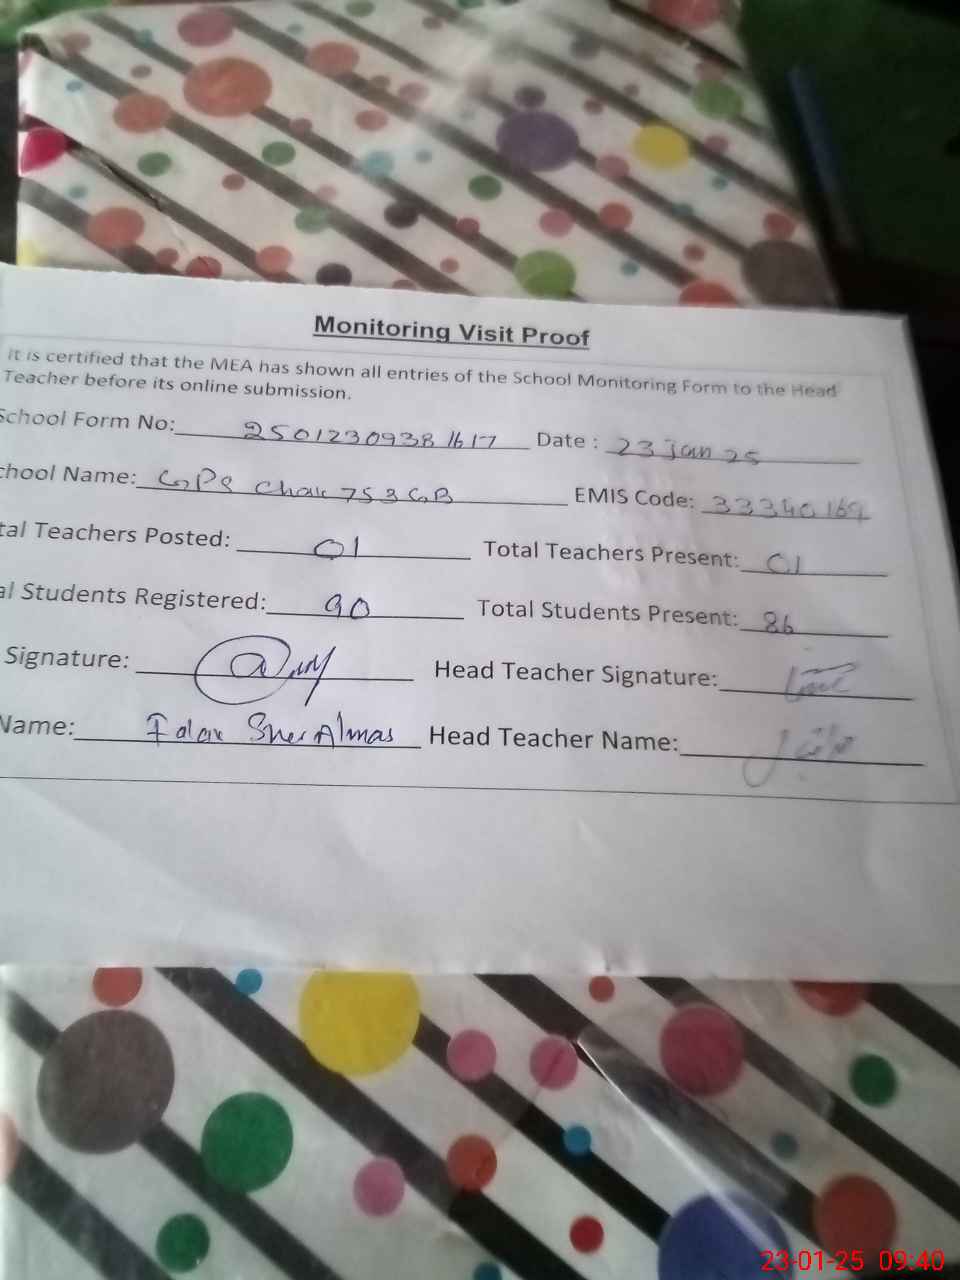 Monitoring Visit Proof
It is certified that the MEA has shown all entries of the School Monitoring Form to the Head
Teacher before its online submission.
School Form No: 2501230938 1617 Date : 23 Jan 25
chool Name: GPS Chak 753 GB EMIS Code: 33340169
tal Teachers Posted: 01 Total Teachers Present: 01
al Students Registered: 90 Total Students Present: 86
Signature: Head Teacher Signature:
Name: Falak Sher Almas Head Teacher Name:
23-01-25 09:40